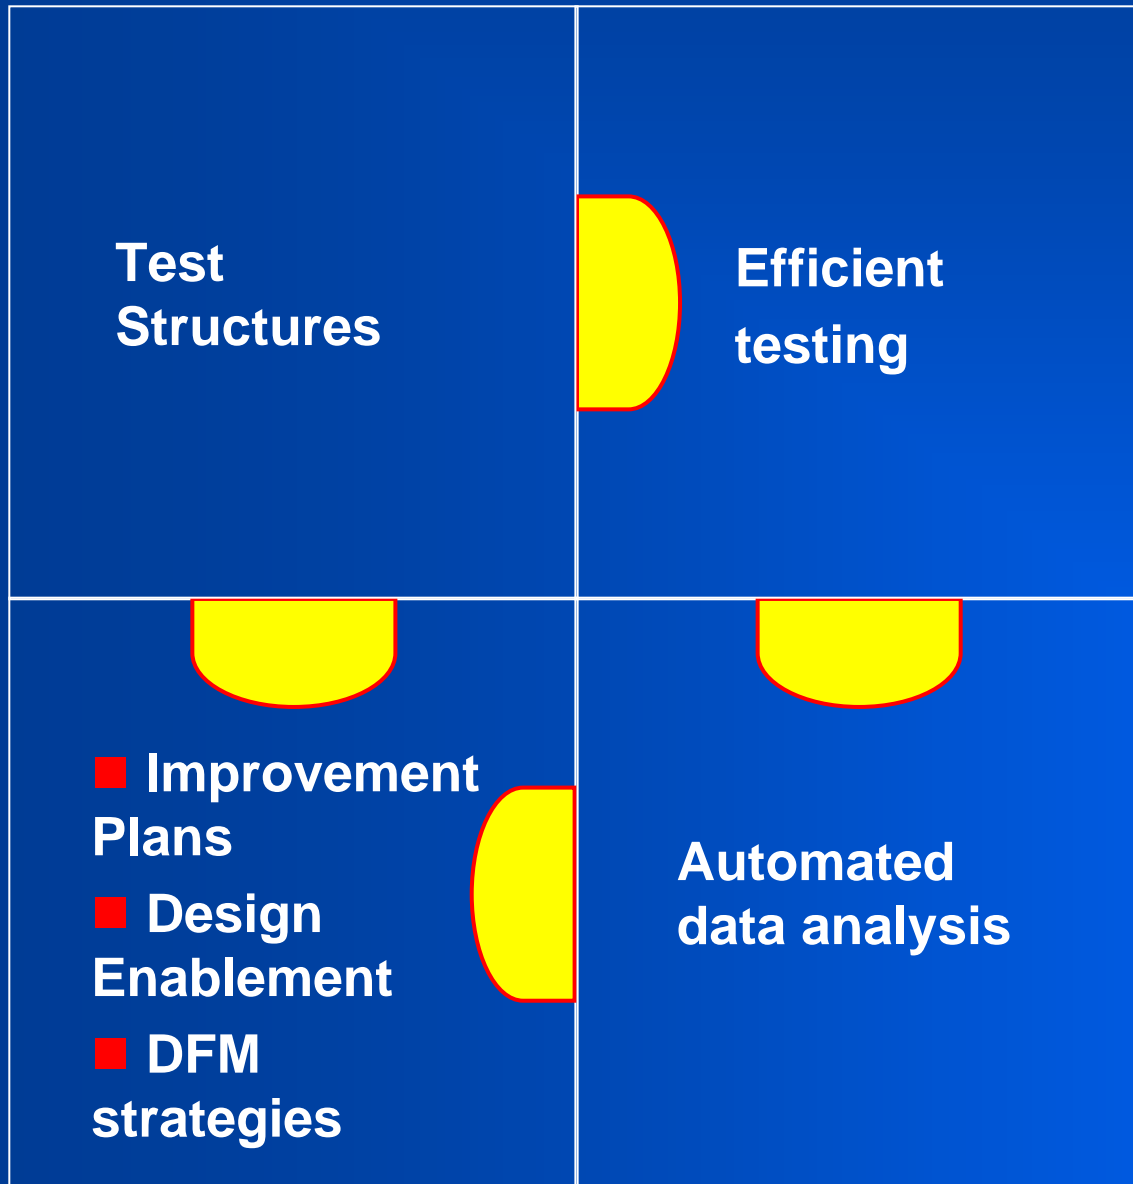 Test
Structures
Efficient
testing
Improvement
Plans
Design
Enablement
DFM
strategies
Automated
data analysis